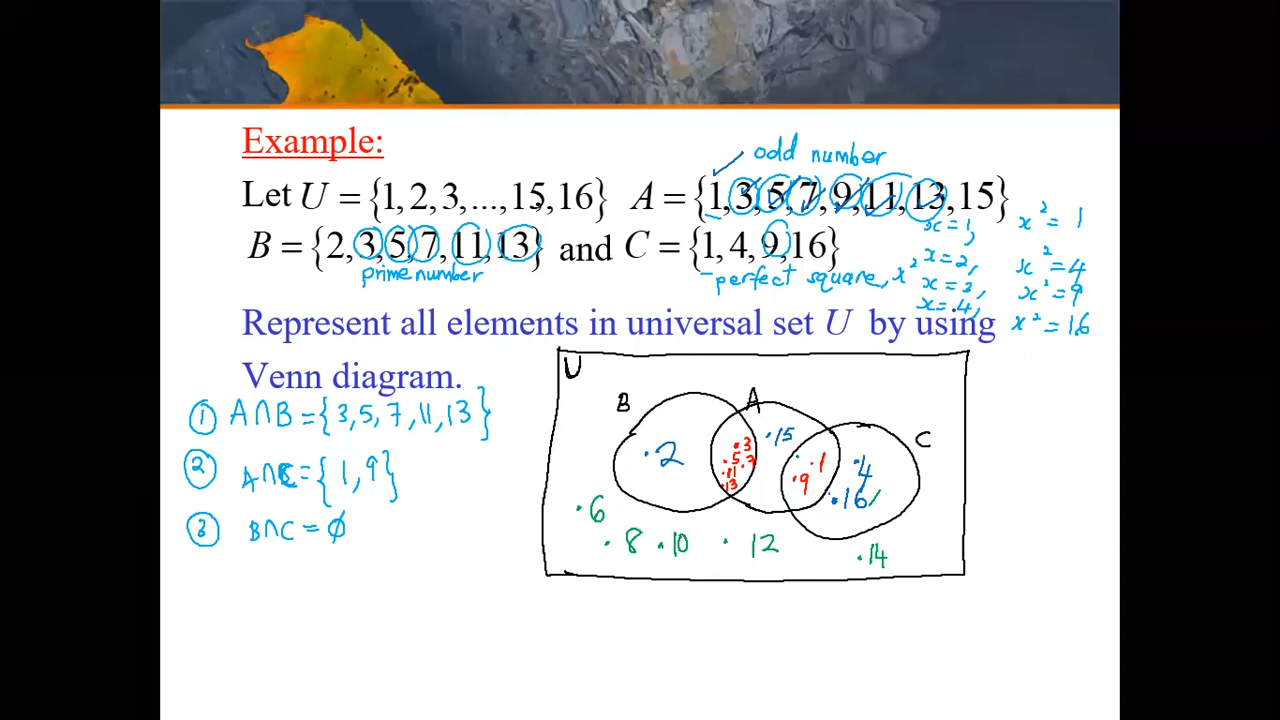 Example:
odd number
Let U = {1, 2, 3, ..., 15, 16} A = {1, 3, 5, 7, 9, 11, 13, 15}
x = 1, x² = 1
B = {2, 3, 5, 7, 11, 13} and C = {1, 4, 9, 16}
prime number
perfect square, x²
x = 2, x² = 4
x = 3, x² = 9
x = 4, x² = 16
Represent all elements in universal set U by using
Venn diagram.
① A∩B = {3, 5, 7, 11, 13}
② A∩C = {1, 9}
③ B∩C = ∅
U
B
A
C
.2
.3
.5 .7
.11
.13
.15
.1
.9
.4
.16
.6
.8 .10 .12
.14